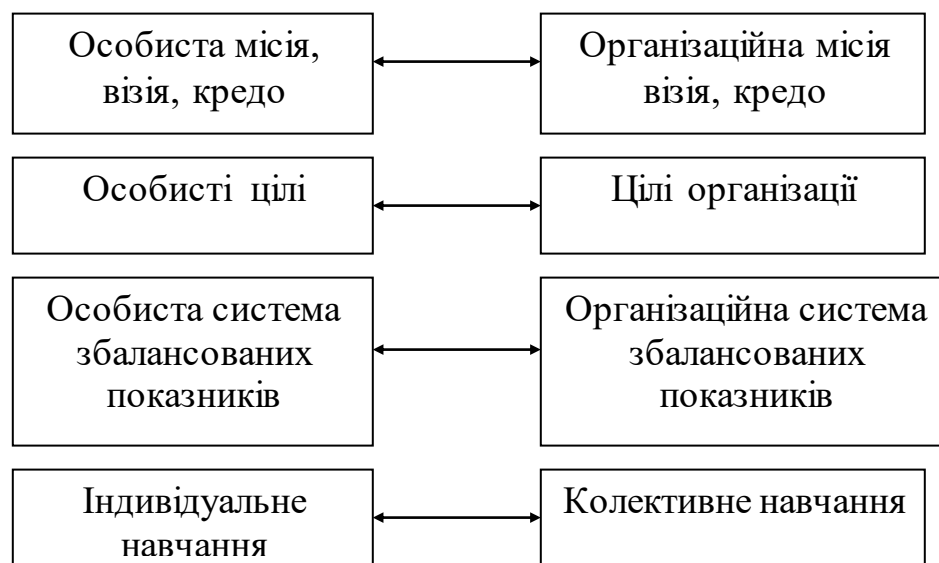 Особиста місія,
візія, кредо
Організаційна місія
візія, кредо
Особисті цілі
Цілі організації
Особиста система
збалансованих
показників
Організаційна система
збалансованих
показників
Індивідуальне
навчання
Колективне навчання